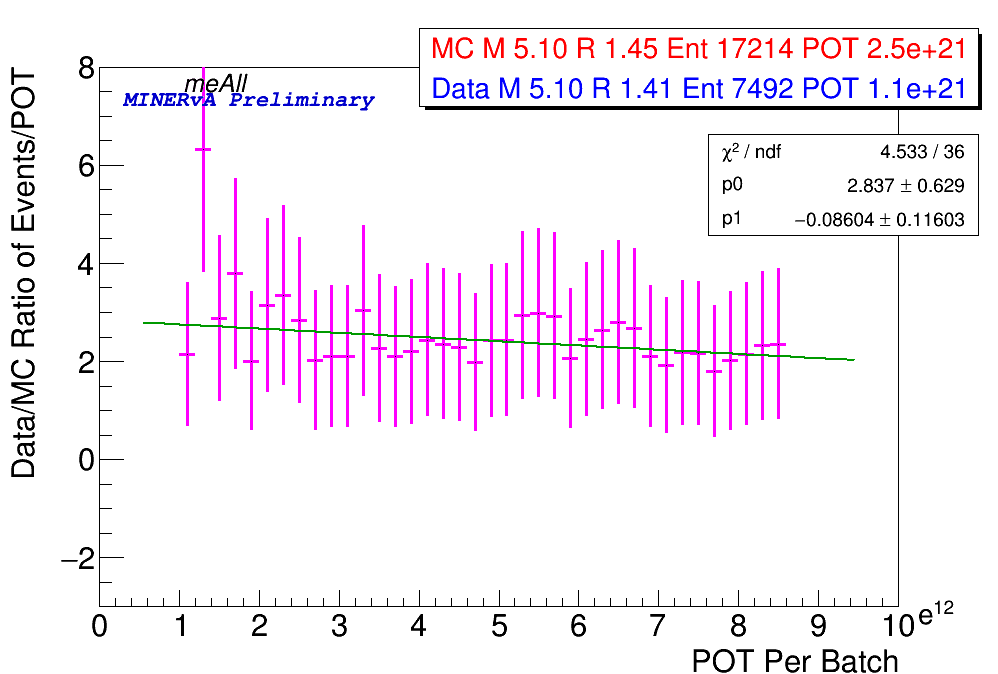 MC M 5.10 R 1.45 Ent 17214 POT 2.5e+21
Data M 5.10 R 1.41 Ent 7492 POT 1.1e+21
meAll
MINERvA Preliminary
χ² / ndf 4.533 / 36
p0 2.837 ± 0.629
p1 −0.08604 ± 0.11603
Data/MC Ratio of Events/POT
8
6
4
2
0
−2
0 1 2 3 4 5 6 7 8 9 10 e12
POT Per Batch